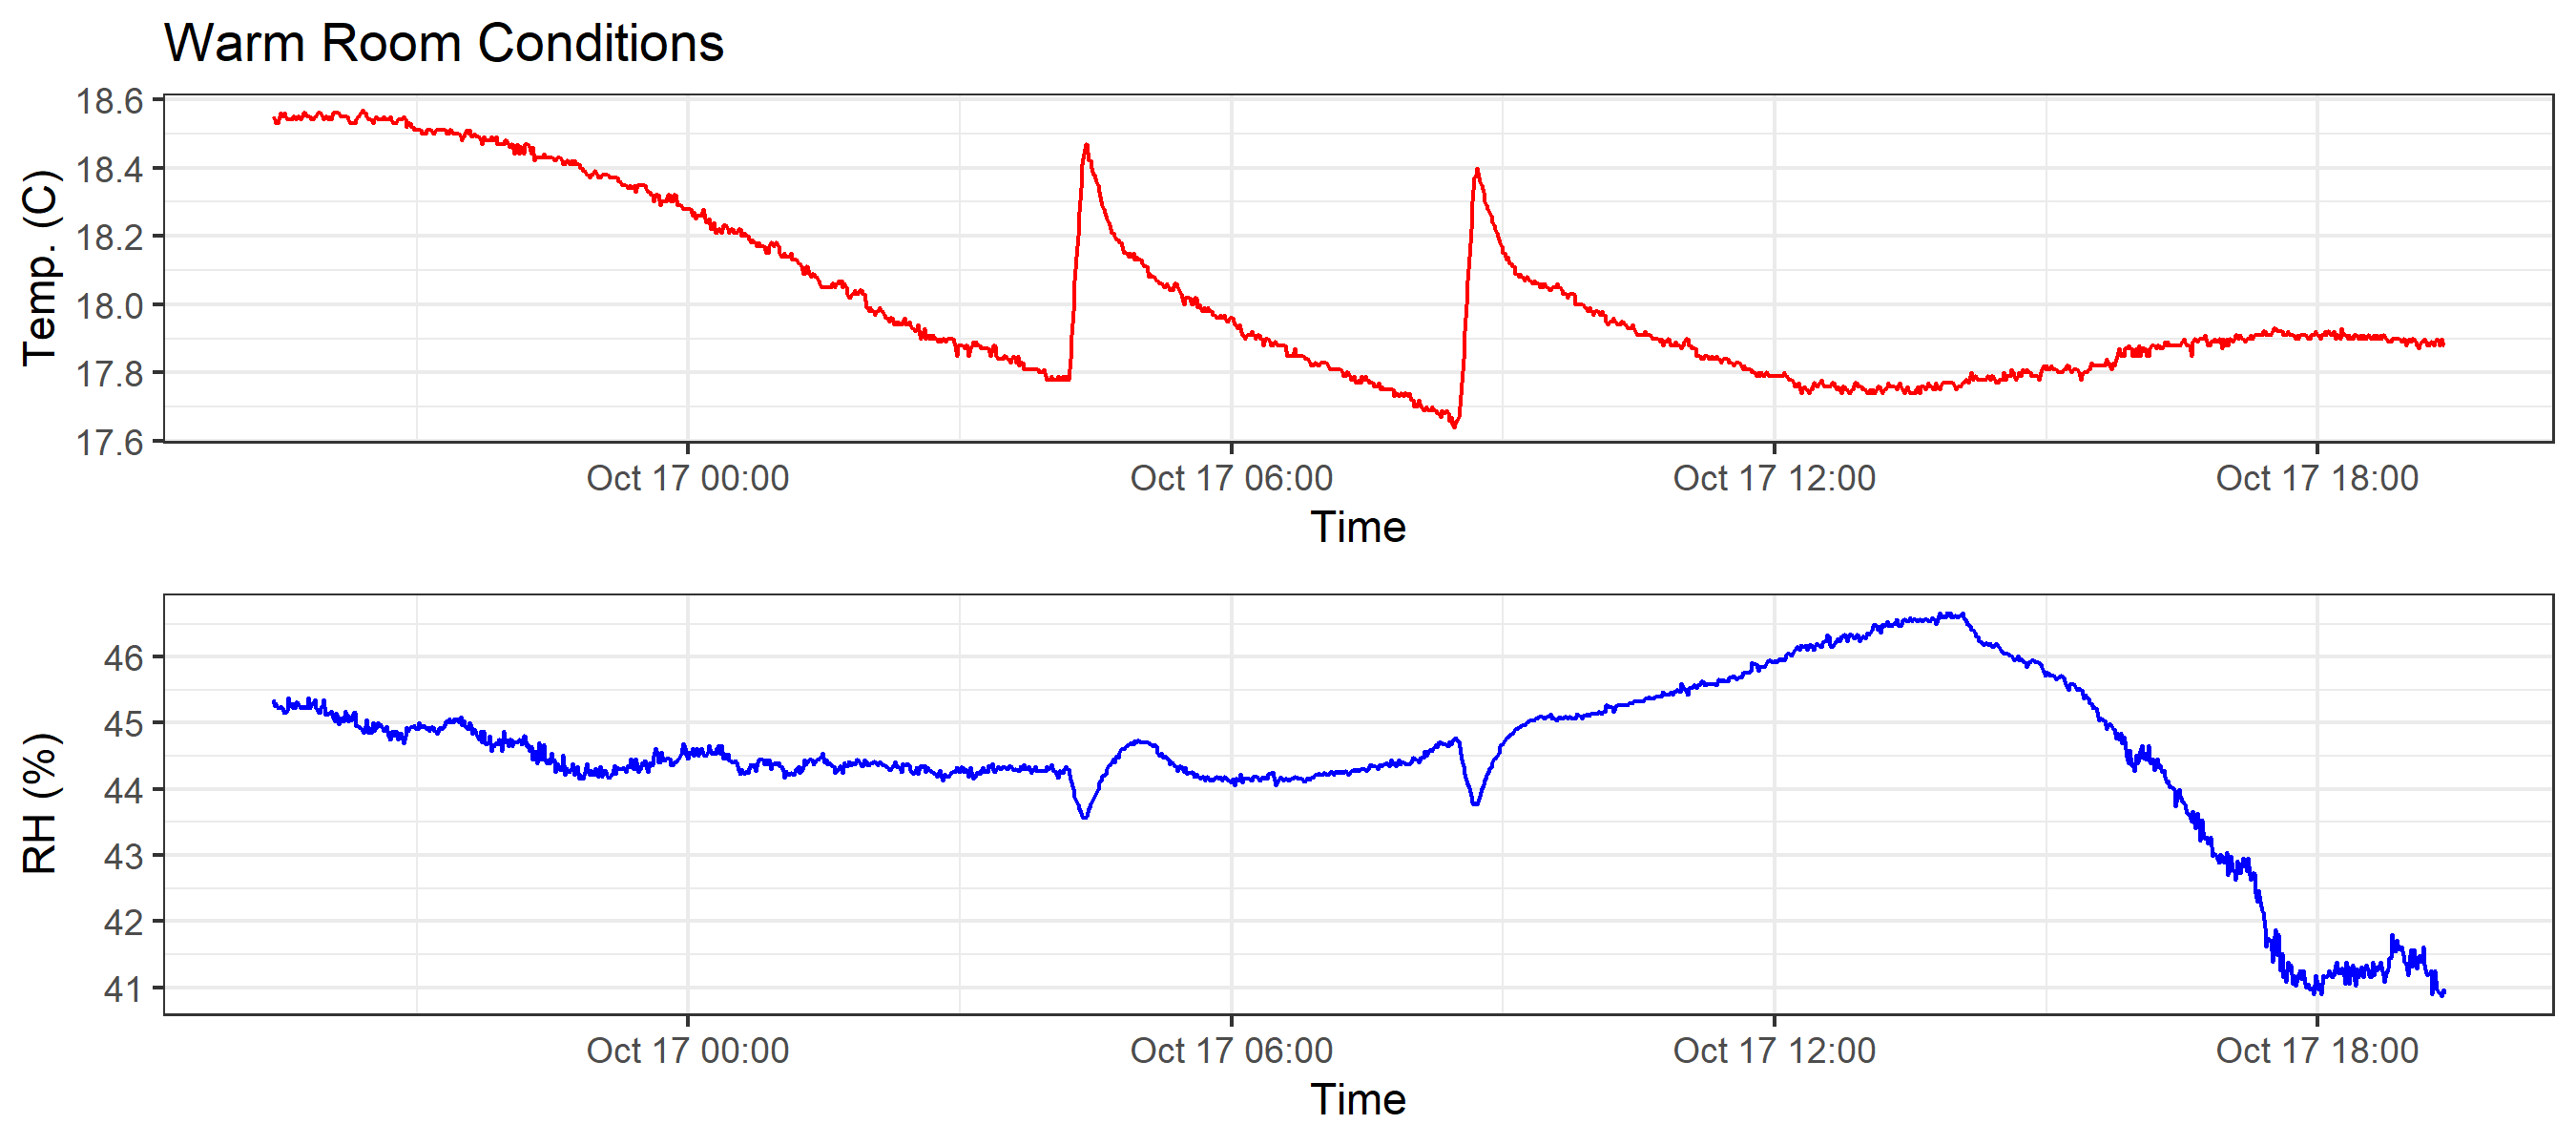 Warm Room Conditions
Temp. (C)
18.6
18.4
18.2
18.0
17.8
17.6
Oct 17 00:00 Oct 17 06:00 Oct 17 12:00 Oct 17 18:00
Time
RH (%)
46
45
44
43
42
41
Oct 17 00:00 Oct 17 06:00 Oct 17 12:00 Oct 17 18:00
Time